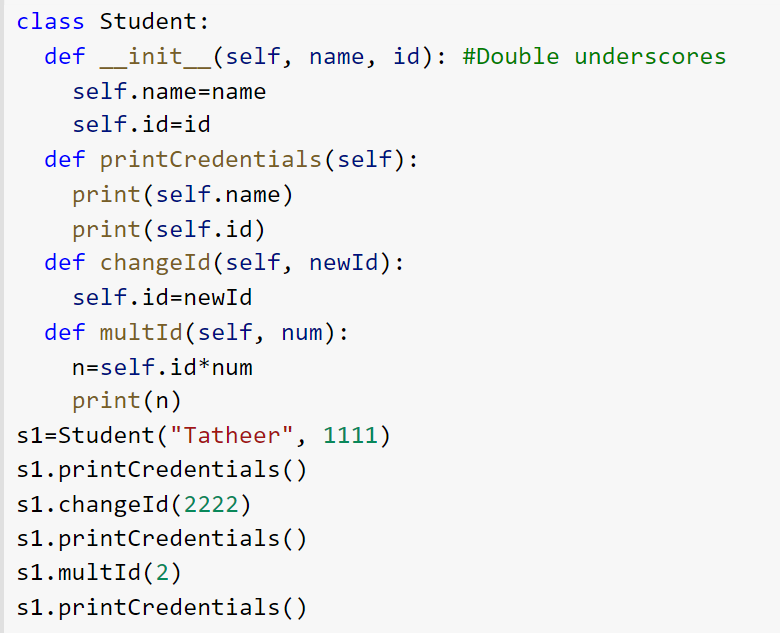 class Student:
  def __init__(self, name, id): #Double underscores
    self.name=name
    self.id=id
  def printCredentials(self):
    print(self.name)
    print(self.id)
  def changeId(self, newId):
    self.id=newId
  def multId(self, num):
    n=self.id*num
    print(n)
s1=Student("Tatheer", 1111)
s1.printCredentials()
s1.changeId(2222)
s1.printCredentials()
s1.multId(2)
s1.printCredentials()